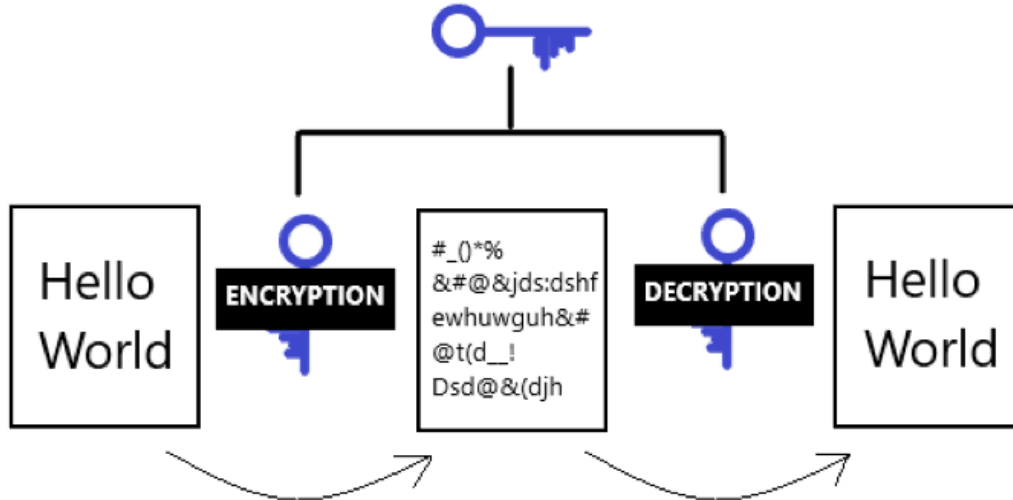 Hello
World
ENCRYPTION
#_()*%
&#@&jds:dshf
ewhuwguh&#
@t(d__!
Dsd@&(djh
DECRYPTION
Hello
World